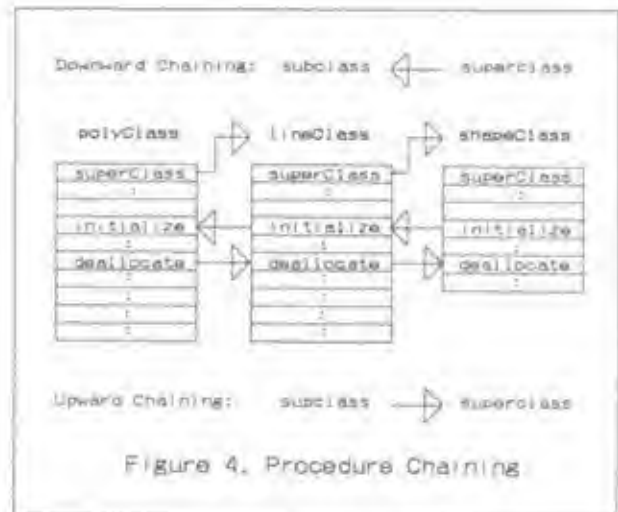 Downward Chaining: subclass superclass
polyClass lineClass shapeClass
superClass superClass superClass
: : :
initialize initialize initialize
deallocate deallocate deallocate
: : :
: :
: :
: :
Upward Chaining: subclass superclass
Figure 4. Procedure Chaining